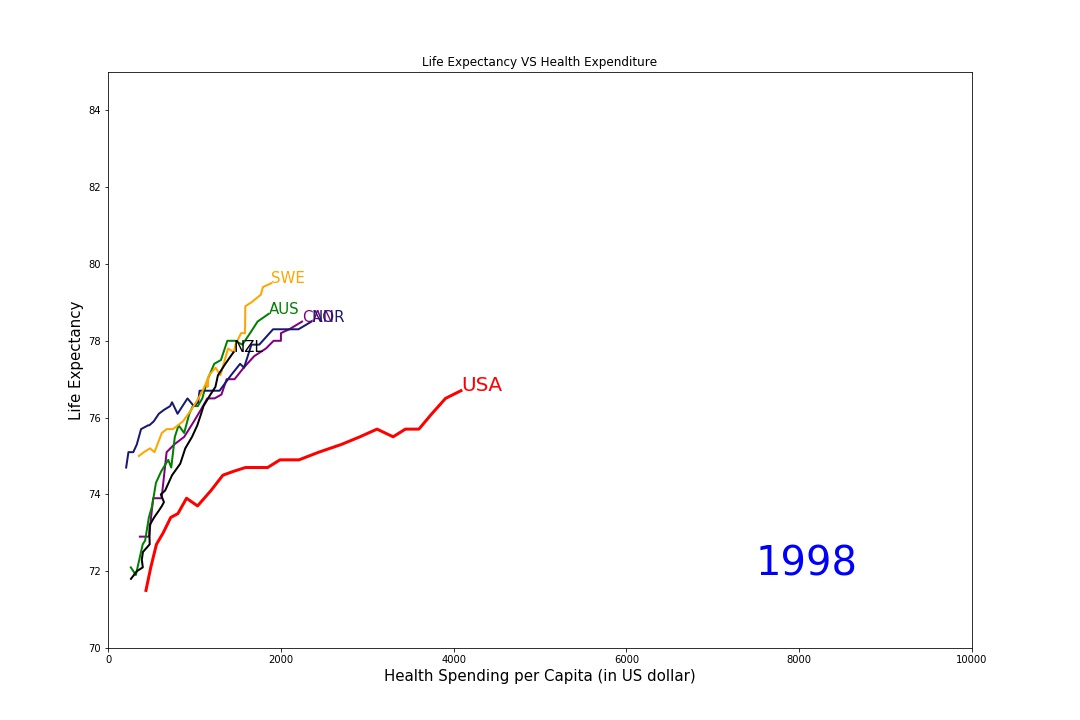 Life Expectancy VS Health Expenditure
84
82
80
78
76
74
72
70
Life Expectancy
SWE
AUS
CAN
NOR
NZL
USA
1998
0 2000 4000 6000 8000 10000
Health Spending per Capita (in US dollar)